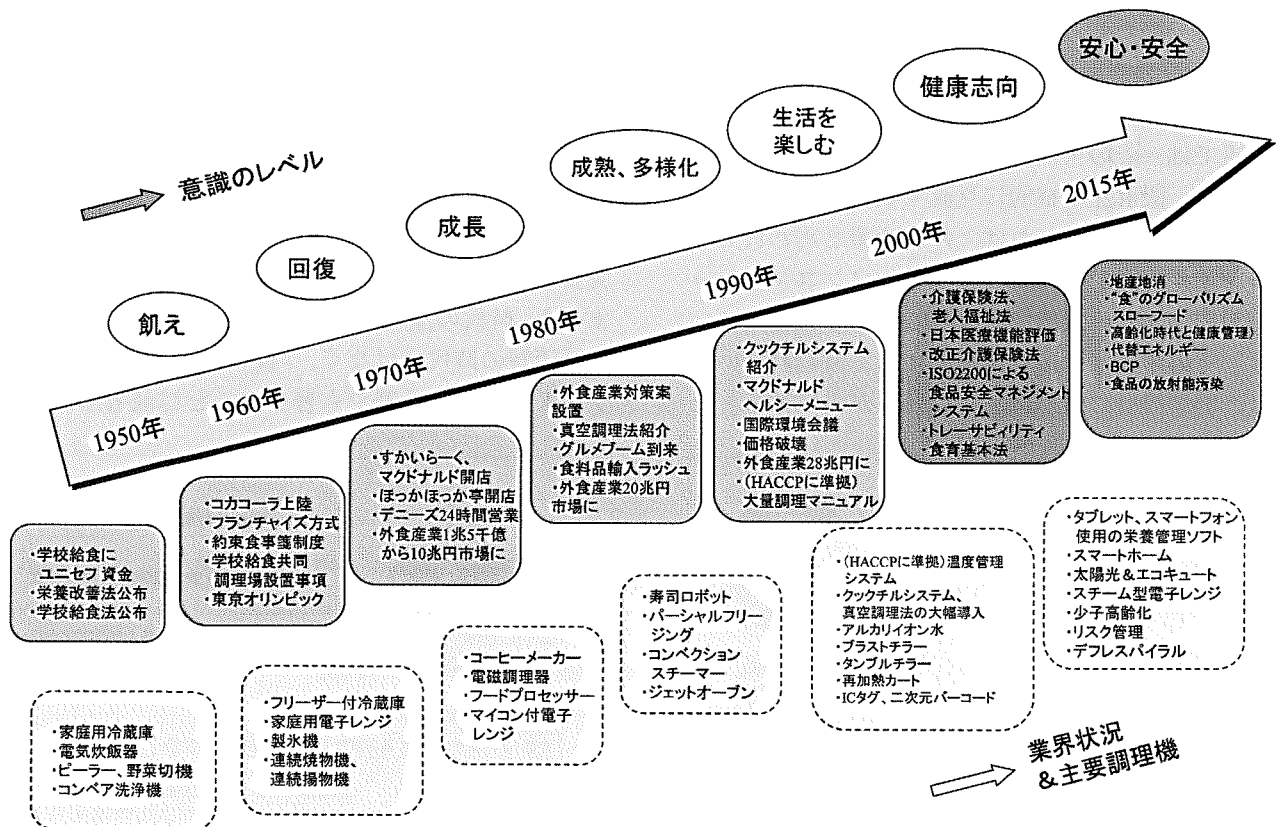 安心・安全
健康志向
生活を
楽しむ
成熟、多様化
成長
回復
飢え
意識のレベル
1950年
1960年
1970年
1980年
1990年
2000年
2015年
・学校給食に
ユニセフ資金
・栄養改善法公布
・学校給食法公布
・コカコーラ上陸
・フランチャイズ方式
・約束食事箋制度
・学校給食共同
調理場設置事項
・東京オリンピック
・すかいらーく、
マクドナルド開店
・ほっかほっか亭開店
・デニーズ24時間営業
・外食産業1兆5千億
から10兆円市場に
・外食産業対策案
設置
・真空調理法紹介
・グルメブーム到来
・食料品輸入ラッシュ
・外食産業20兆円
市場に
・クックチルシステム
紹介
・マクドナルド
ヘルシーメニュー
・国際環境会議
・価格破壊
・外食産業28兆円に
・(HACCPに準拠)
大量調理マニュアル
・介護保険法、
老人福祉法
・日本医療機能評価
・改正介護保険法
・ISO2200による
食品安全マネジメント
システム
・トレーサビィリティ
・食育基本法
・地産地消
・“食”のグローバリズム
スローフード
・高齢化時代と健康管理)
・代替エネルギー
・BCP
・食品の放射能汚染
・家庭用冷蔵庫
・電気炊飯器
・ピーラー、野菜切機
・コンベア洗浄機
・フリーザー付冷蔵庫
・家庭用電子レンジ
・製氷機
・連続焼物機、
連続揚物機
・コーヒーメーカー
・電磁調理器
・フードプロセッサー
・マイコン付電子
レンジ
・寿司ロボット
・パーシャルフリー
ジング
・コンベクション
スチーマー
・ジェットオーブン
・(HACCPに準拠)温度管理
システム
・クックチルシステム、
真空調理法の大幅導入
・アルカリイオン水
・ブラストチラー
・タンブルチラー
・再加熱カート
・ICタグ、二次元バーコード
・タブレット、スマートフォン
使用の栄養管理ソフト
・スマートホーム
・太陽光＆エコキュート
・スチーム型電子レンジ
・少子高齢化
・リスク管理
・デフレスパイラル
業界状況
＆主要調理機